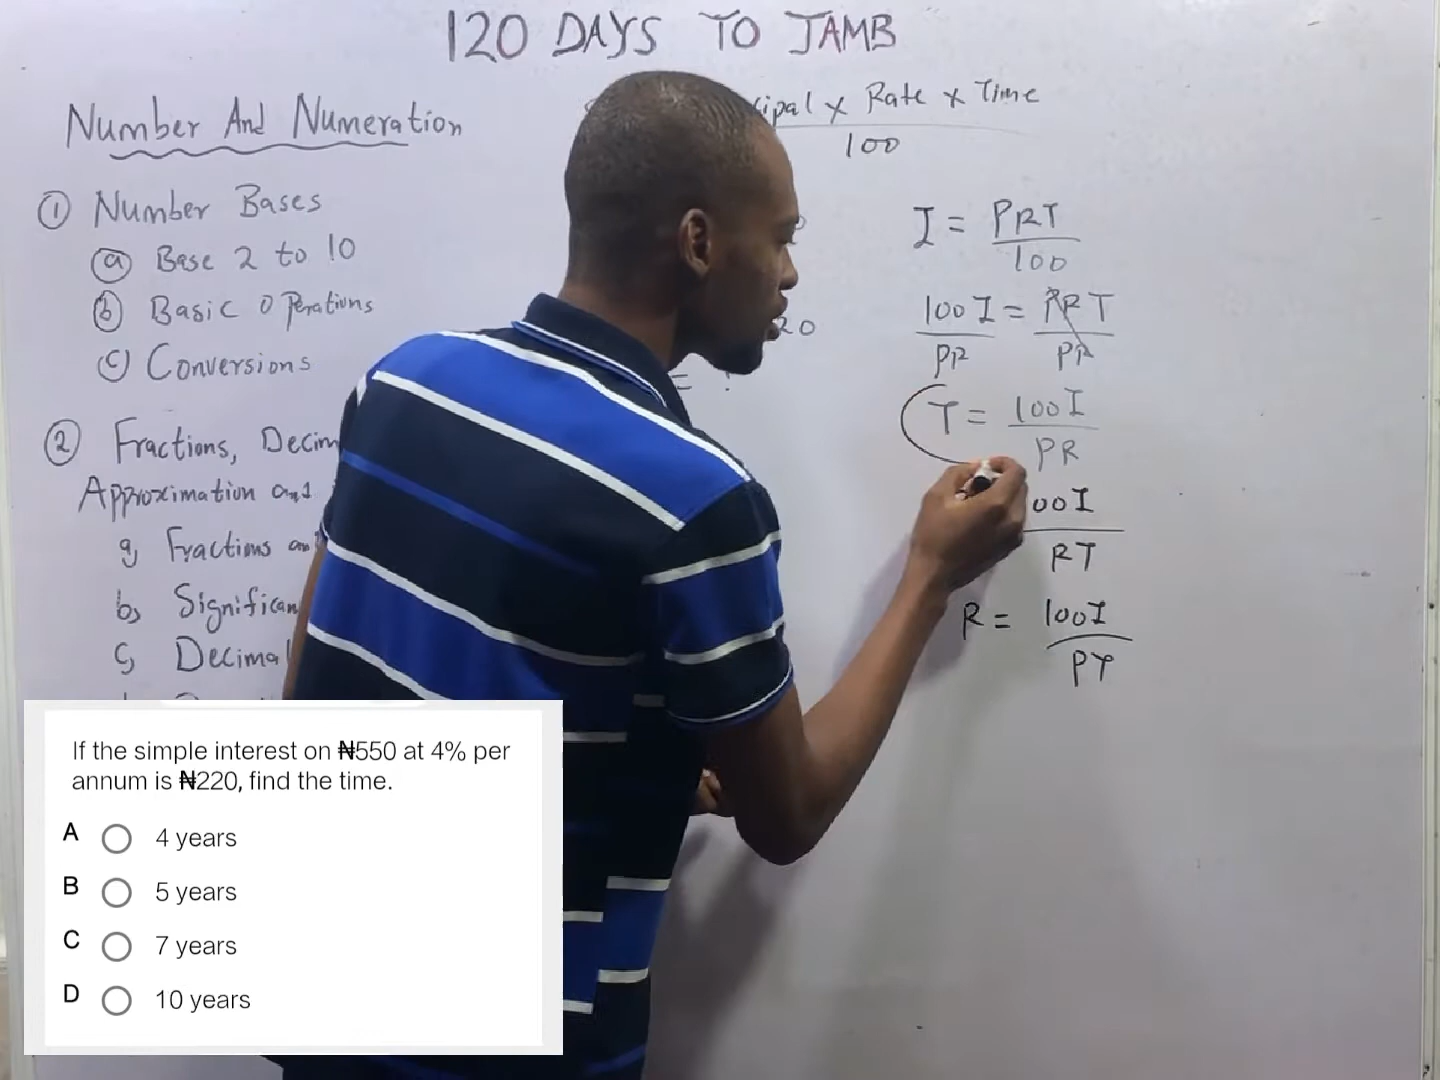 120 DAYS TO JAMB
Number And Numeration
① Number Bases
ⓐ Base 2 to 10
ⓑ Basic Operations
ⓒ Conversions
② Fractions, Decim
Approximation and
a, Fractions an
b, Significan
c, Decimal
cipal x Rate x Time
100
I = PRT
100
100I = PRT
PR PR
T = 100I
PR
00I
RT
R = 100I
PT
20
= ?
If the simple interest on ₦550 at 4% per
annum is ₦220, find the time.
A 4 years
B 5 years
C 7 years
D 10 years